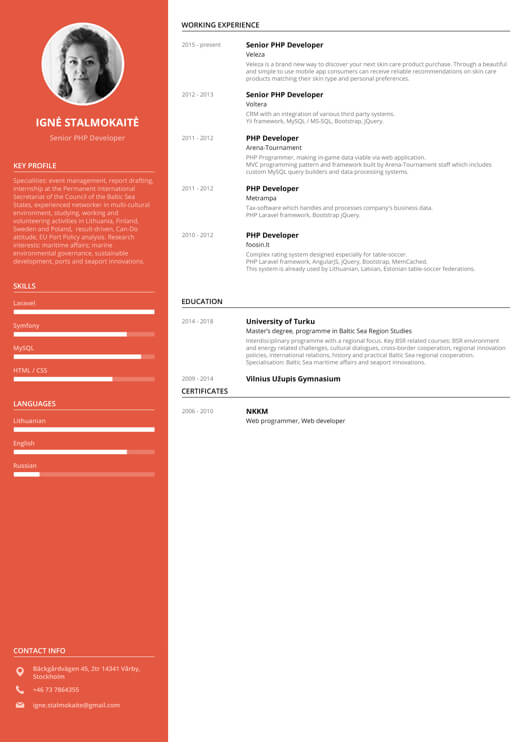 IGNĖ STALMOKAITĖ
Senior PHP Developer
KEY PROFILE
Specialities: event management, report drafting,
internship at the Permanent International
Secretariat of the Council of the Baltic Sea
States, experienced networker in multi-cultural
environment, studying, working and
volunteering activities in Lithuania, Finland,
Sweden and Poland, result-driven, Can-Do
attitude, EU Port Policy analysis. Research
interests: maritime affairs; marine
environmental governance, sustainable
development, ports and seaport innovations.
SKILLS
Laravel
Symfony
MySQL
HTML / CSS
LANGUAGES
Lithuanian
English
Russian
CONTACT INFO
Bäckgårdvägen 45, 2tr 14341 Vårby,
Stockholm
+46 73 7864355
igne.stalmokaite@gmail.com
WORKING EXPERIENCE
2015 - present
Senior PHP Developer
Veleza
Veleza is a brand new way to discover your next skin care product purchase. Through a beautiful
and simple to use mobile app consumers can receive reliable recommendations on skin care
products matching their skin type and personal preferences.
2012 - 2013
Senior PHP Developer
Voltera
CRM with an integration of various third party systems.
Yii framework, MySQL / MS-SQL, Bootstrap, jQuery.
2011 - 2012
PHP Developer
Arena-Tournament
PHP Programmer, making in-game data viable via web application.
MVC programming pattern and framework built by Arena-Tournament staff which includes
custom MySQL query builders and data processing systems.
2011 - 2012
PHP Developer
Metrampa
Tax-software which handles and processes company's business data.
PHP Laravel framework, Bootstrap jQuery.
2010 - 2012
PHP Developer
foosin.lt
Complex rating system designed especially for table-soccer.
PHP Laravel framework, AngularJS, jQuery, Bootstrap, MemCached.
This system is already used by Lithuanian, Latvian, Estonian table-soccer federations.
EDUCATION
2014 - 2018
University of Turku
Master's degree, programme in Baltic Sea Region Studies
Interdisciplinary programme with a regional focus. Key BSR related courses: BSR environment
and energy related challenges, cultural dialogues, cross-border cooperation, regional innovation
policies, international relations, history and practical Baltic Sea regional cooperation.
Specialisation: Baltic Sea maritime affairs and seaport innovations.
2009 - 2014
Vilnius Užupis Gymnasium
CERTIFICATES
2006 - 2010
NKKM
Web programmer, Web developer